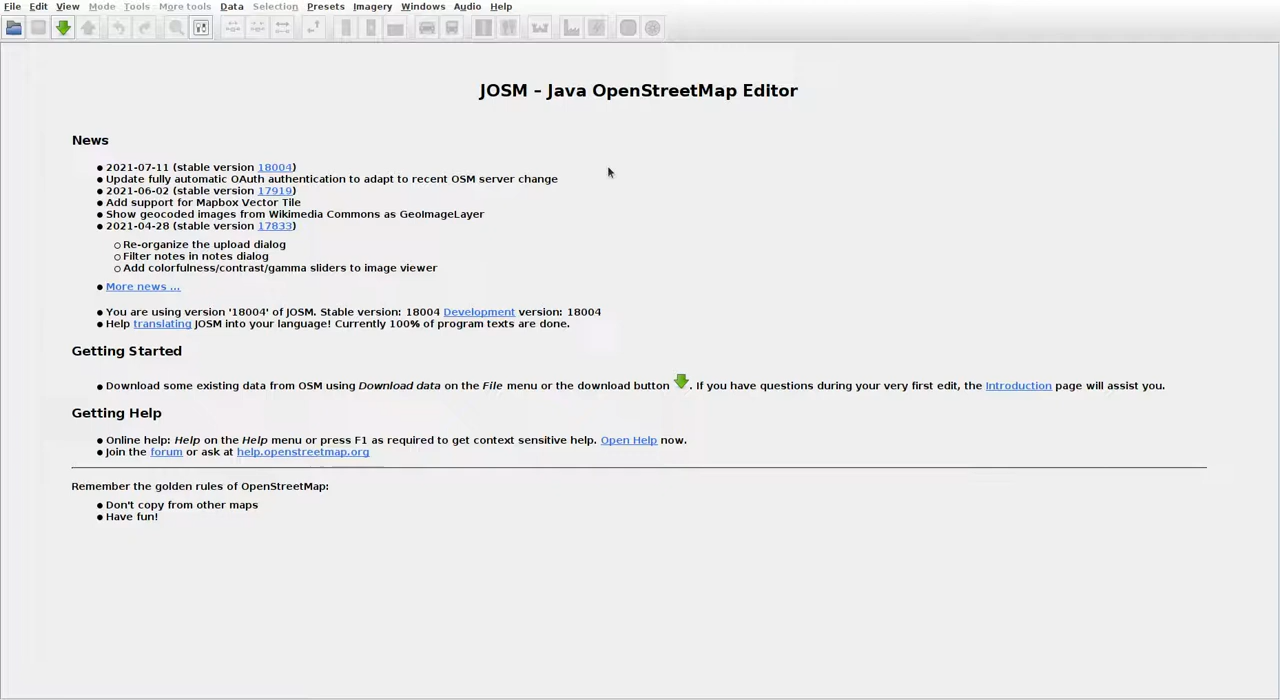 File Edit View Mode Tools More tools Data Selection Presets Imagery Windows Audio Help
JOSM – Java OpenStreetMap Editor
News
● 2021-07-11 (stable version 18004)
● Update fully automatic OAuth authentication to adapt to recent OSM server change
● 2021-06-02 (stable version 17919)
● Add support for Mapbox Vector Tile
● Show geocoded images from Wikimedia Commons as GeoImageLayer
● 2021-04-28 (stable version 17833)
○ Re-organize the upload dialog
○ Filter notes in notes dialog
○ Add colorfulness/contrast/gamma sliders to image viewer
● More news ...
● You are using version '18004' of JOSM. Stable version: 18004 Development version: 18004
● Help translating JOSM into your language! Currently 100% of program texts are done.
Getting Started
● Download some existing data from OSM using Download data on the File menu or the download button . If you have questions during your very first edit, the Introduction page will assist you.
Getting Help
● Online help: Help on the Help menu or press F1 as required to get context sensitive help. Open Help now.
● Join the forum or ask at help.openstreetmap.org
Remember the golden rules of OpenStreetMap:
● Don't copy from other maps
● Have fun!